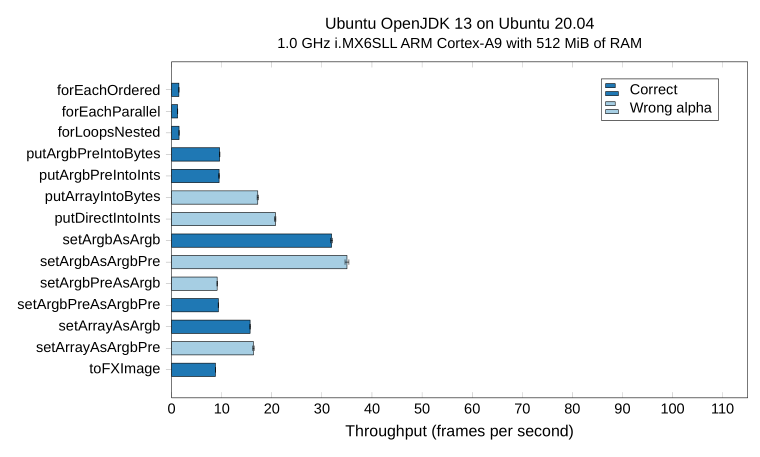 Ubuntu OpenJDK 13 on Ubuntu 20.04
1.0 GHz i.MX6SLL ARM Cortex-A9 with 512 MiB of RAM
Correct
Wrong alpha
forEachOrdered
forEachParallel
forLoopsNested
putArgbPreIntoBytes
putArgbPreIntoInts
putArrayIntoBytes
putDirectIntoInts
setArgbAsArgb
setArgbAsArgbPre
setArgbPreAsArgb
setArgbPreAsArgbPre
setArrayAsArgb
setArrayAsArgbPre
toFXImage
0 10 20 30 40 50 60 70 80 90 100 110
Throughput (frames per second)